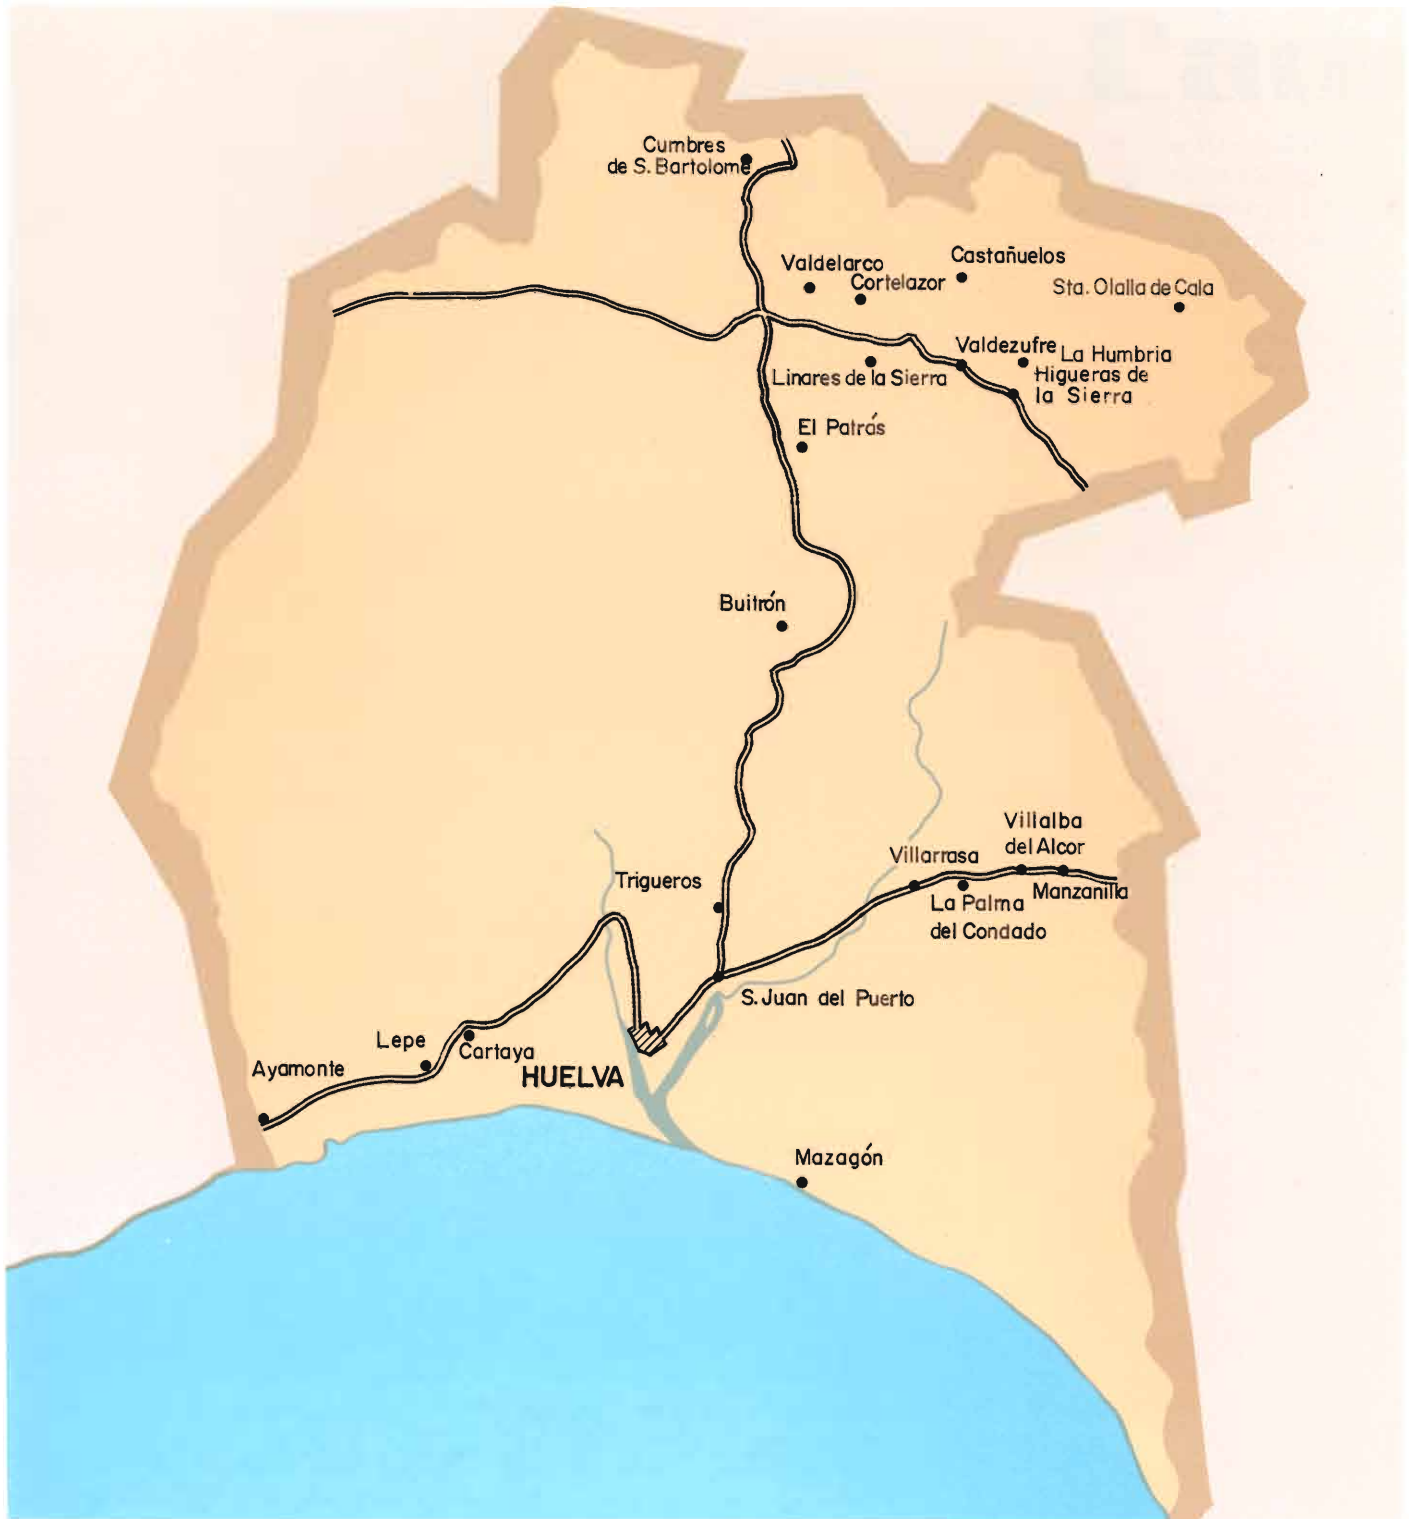 Cumbres
de S. Bartolome
Valdelarco
Cortelazor
Castañuelos
Sta. Olalla de Cala
Valdezufre
La Humbria
Higueras de
la Sierra
Linares de la Sierra
El Patrás
Buitrón
Villalba
del Alcor
Villarrasa
Trigueros
Manzanilla
La Palma
del Condado
S. Juan del Puerto
Lepe
Cartaya
Ayamonte
HUELVA
Mazagón